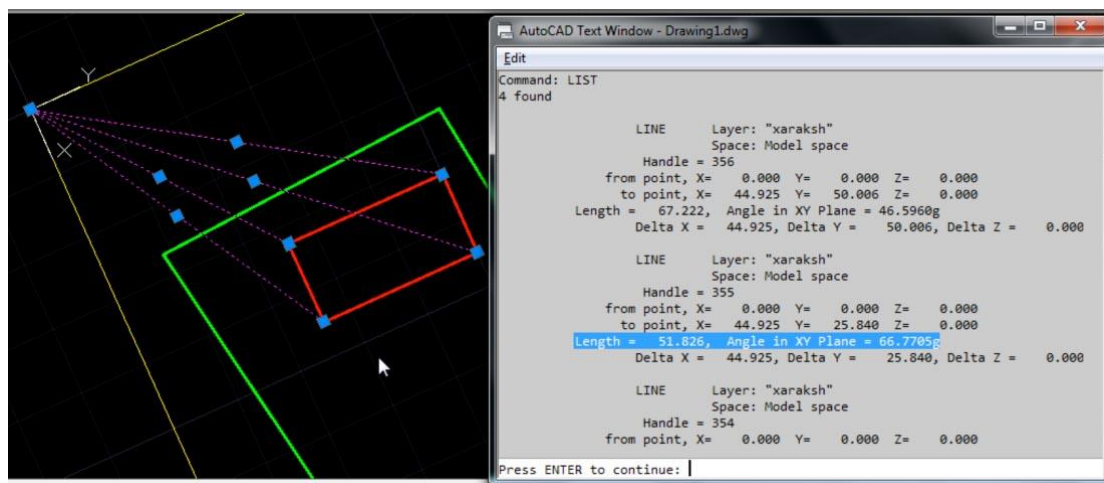 Y
X
AutoCAD Text Window - Drawing1.dwg
Edit
Command: LIST
4 found
LINE Layer: "xaraksh"
Space: Model space
Handle = 356
from point, X= 0.000 Y= 0.000 Z= 0.000
to point, X= 44.925 Y= 50.006 Z= 0.000
Length = 67.222, Angle in XY Plane = 46.5960g
Delta X = 44.925, Delta Y = 50.006, Delta Z = 0.000
LINE Layer: "xaraksh"
Space: Model space
Handle = 355
from point, X= 0.000 Y= 0.000 Z= 0.000
to point, X= 44.925 Y= 25.840 Z= 0.000
Length = 51.826, Angle in XY Plane = 66.7705g
Delta X = 44.925, Delta Y = 25.840, Delta Z = 0.000
LINE Layer: "xaraksh"
Space: Model space
Handle = 354
from point, X= 0.000 Y= 0.000 Z= 0.000
Press ENTER to continue: